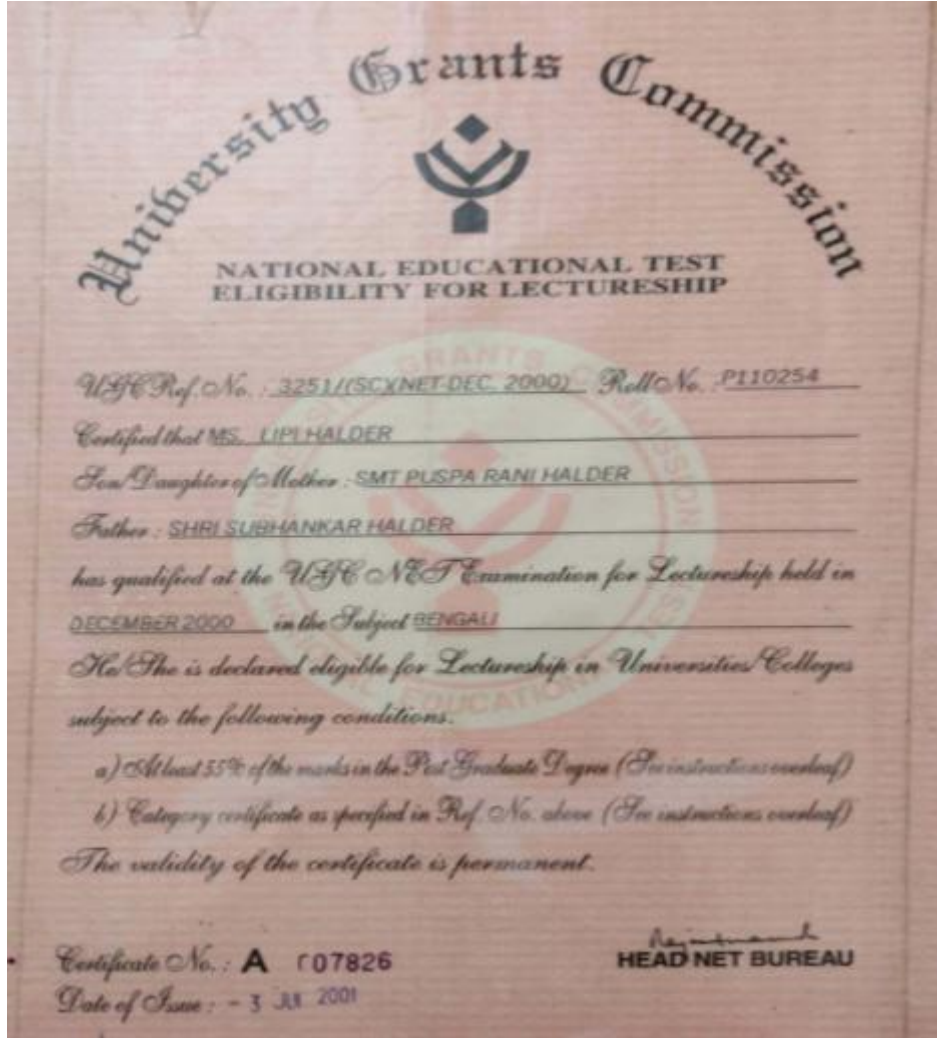 University Grants Commission
NATIONAL EDUCATIONAL TEST
ELIGIBILITY FOR LECTURESHIP
UGC Ref. No. : 3251/(SC)(NET-DEC. 2000) Roll No. : P110254
Certified that MS. LIPI HALDER
Son/Daughter of Mother : SMT PUSPA RANI HALDER
Father : SHRI SUBHANKAR HALDER
has qualified at the UGC NET Examination for Lectureship held in
DECEMBER 2000 in the Subject BENGALI
He/She is declared eligible for Lectureship in Universities/Colleges
subject to the following conditions.
a) At least 55% of the marks in the Post Graduate Degree (See instructions overleaf)
b) Category certificate as specified in Ref. No. above (See instructions overleaf)
The validity of the certificate is permanent.
Certificate No. : A 07826
HEAD NET BUREAU
Date of Issue : - 3 2001